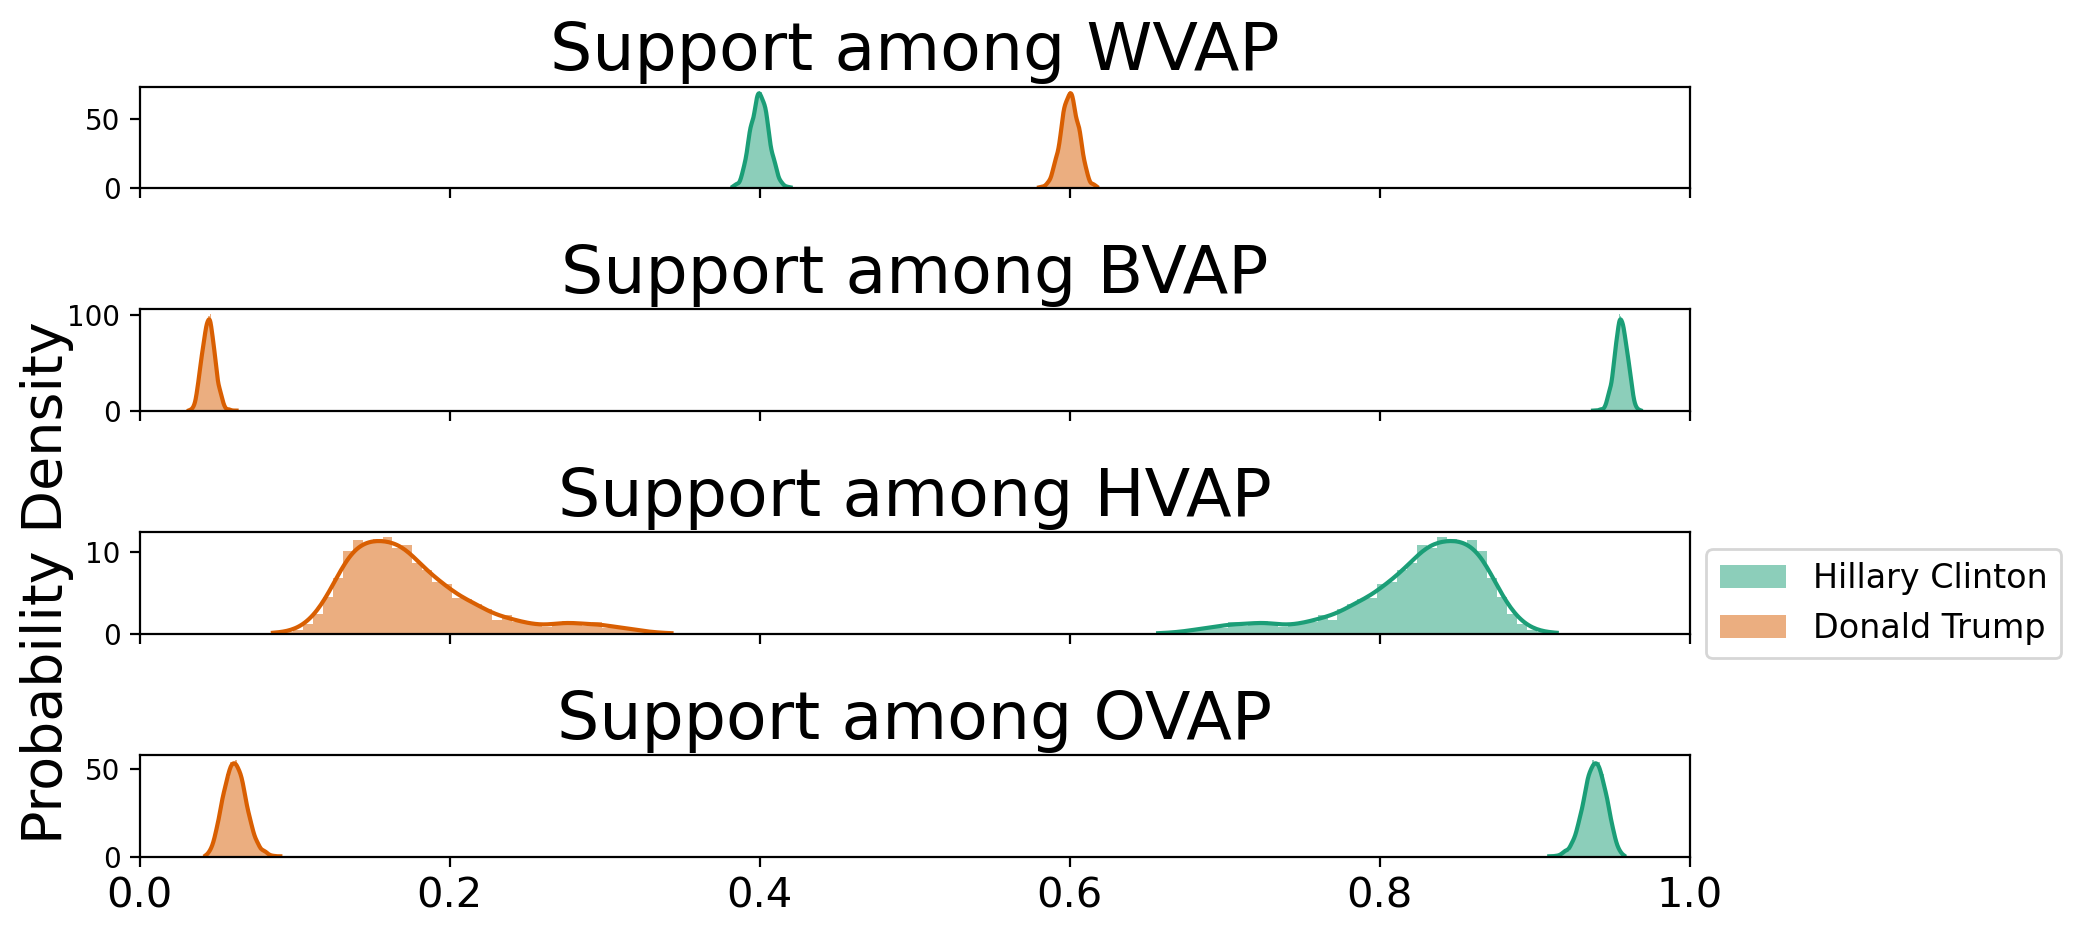 Support among WVAP
50
0
Support among BVAP
100
0
Support among HVAP
10
0
Support among OVAP
50
0
0.0 0.2 0.4 0.6 0.8 1.0
Probability Density
Hillary Clinton
Donald Trump